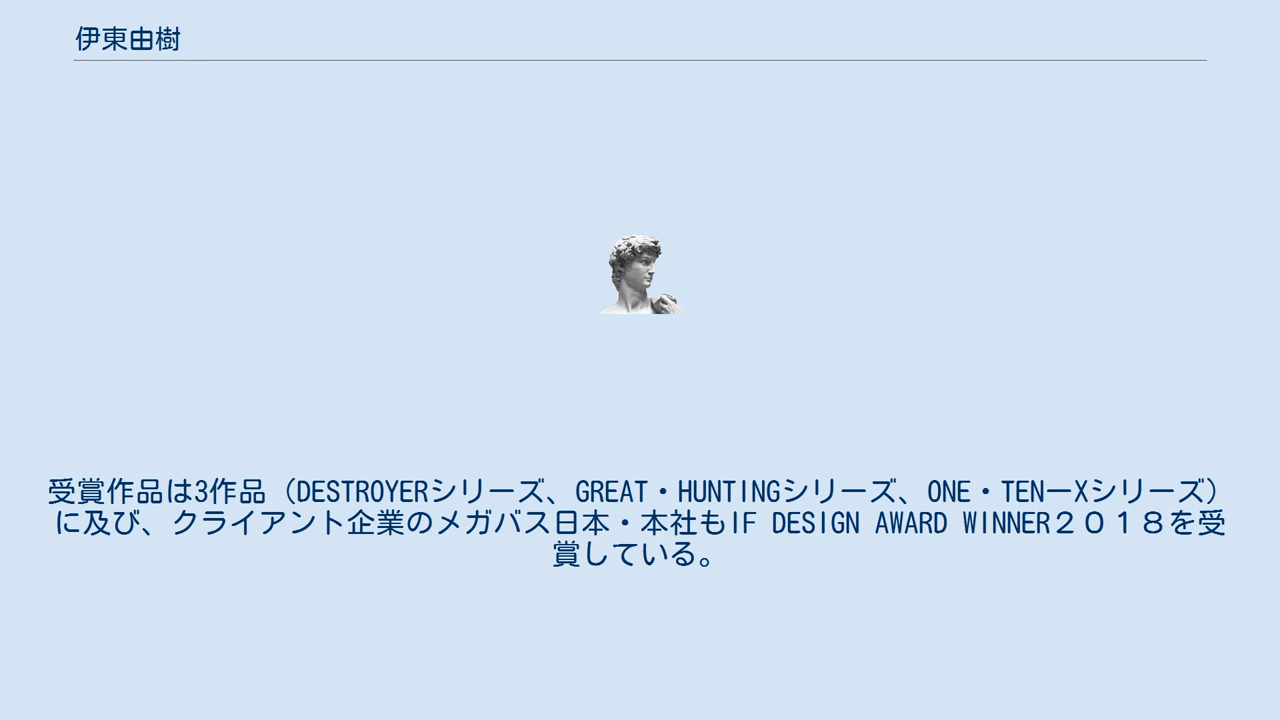 伊東由樹
受賞作品は3作品（DESTROYERシリーズ、GREAT・HUNTINGシリーズ、ONE・TENーXシリーズ）
に及び、クライアント企業のメガバス日本・本社もIF DESIGN AWARD WINNER２０１８を受
賞している。